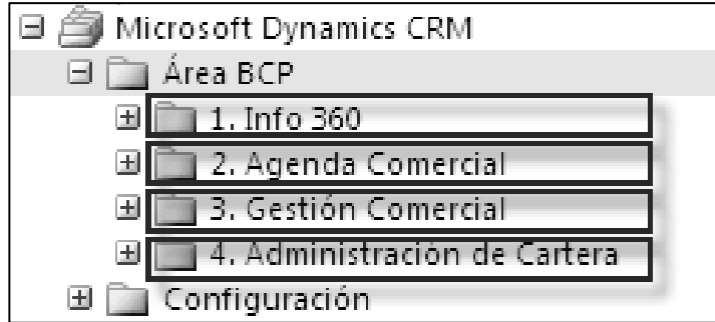 Microsoft Dynamics CRM
Área BCP
1. Info 360
2. Agenda Comercial
3. Gestión Comercial
4. Administración de Cartera
Configuración